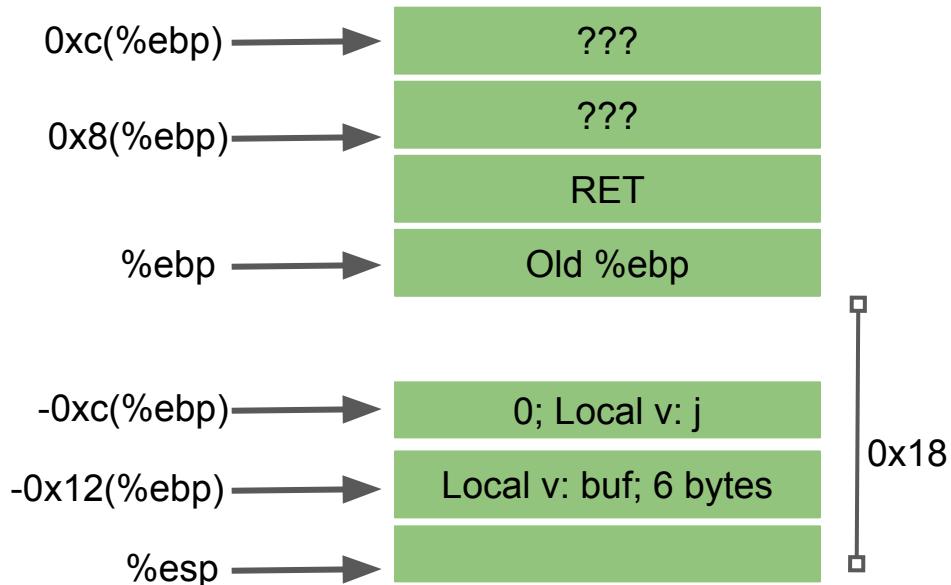 0xc(%ebp)
???
0x8(%ebp)
???
RET
%ebp
Old %ebp
-0xc(%ebp)
0; Local v: j
0x18
-0x12(%ebp)
Local v: buf; 6 bytes
%esp